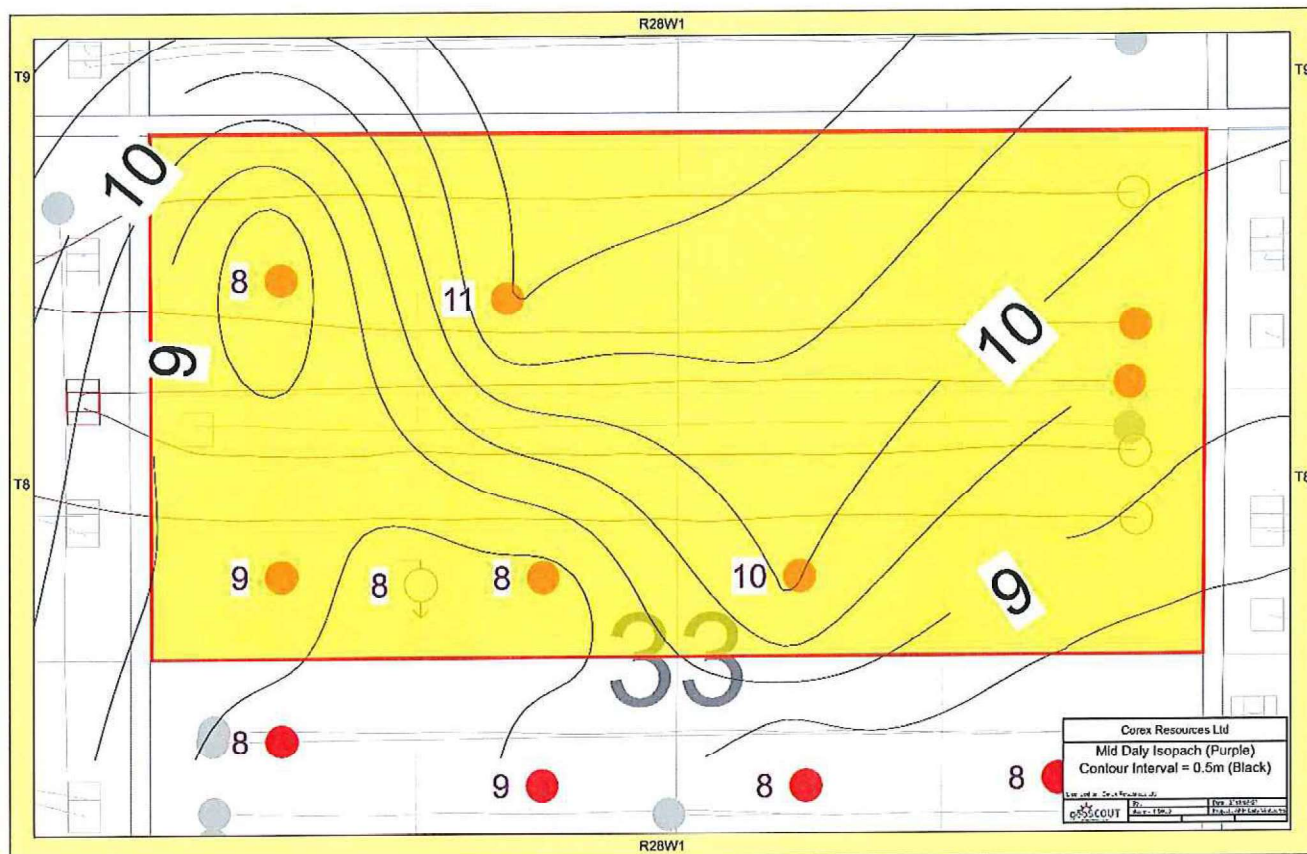 R28W1
T9
T9
10
8
11
10
9
T8
T8
9
8
8
10
9
33
8
9
8
8
Corex Resources Ltd
Mid Daly Isopach (Purple)
Contour Interval = 0.5m (Black)
geoSCOUT
R28W1